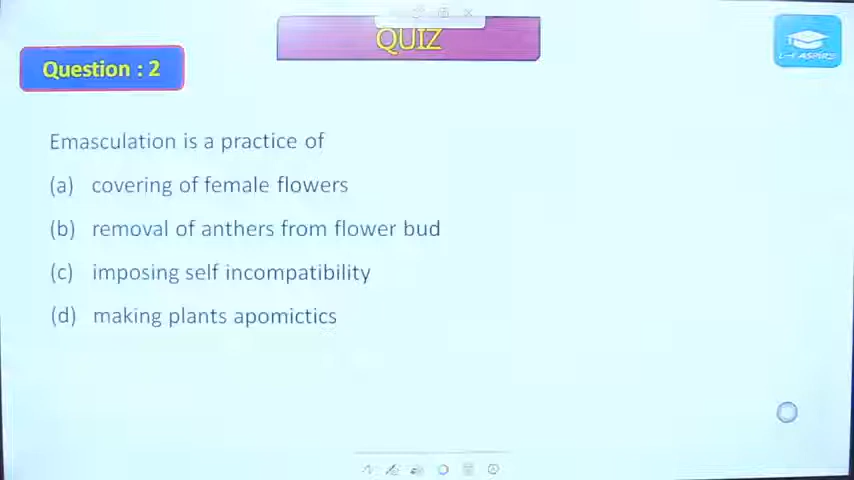 QUIZ
Question : 2
Emasculation is a practice of
(a) covering of female flowers
(b) removal of anthers from flower bud
(c) imposing self incompatibility
(d) making plants apomictics